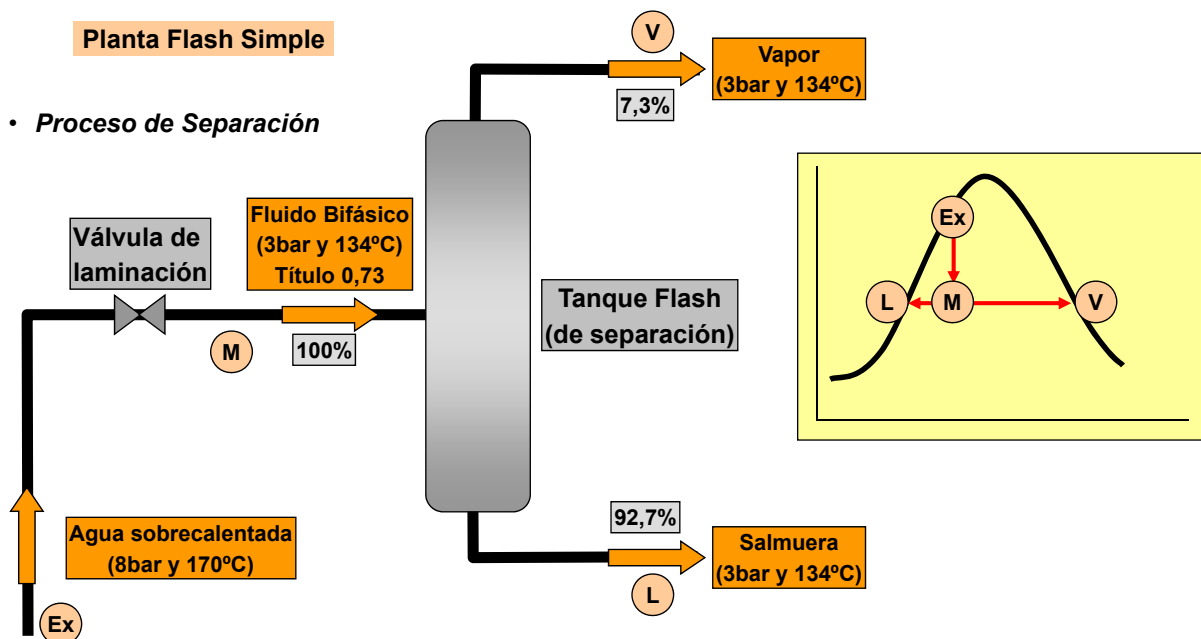 Planta Flash Simple
• Proceso de Separación
V
Vapor
(3bar y 134ºC)
7,3%
Válvula de
laminación
Fluido Bifásico
(3bar y 134ºC)
Título 0,73
M
100%
Tanque Flash
(de separación)
Ex
L
M
V
Agua sobrecalentada
(8bar y 170ºC)
Ex
92,7%
Salmuera
(3bar y 134ºC)
L